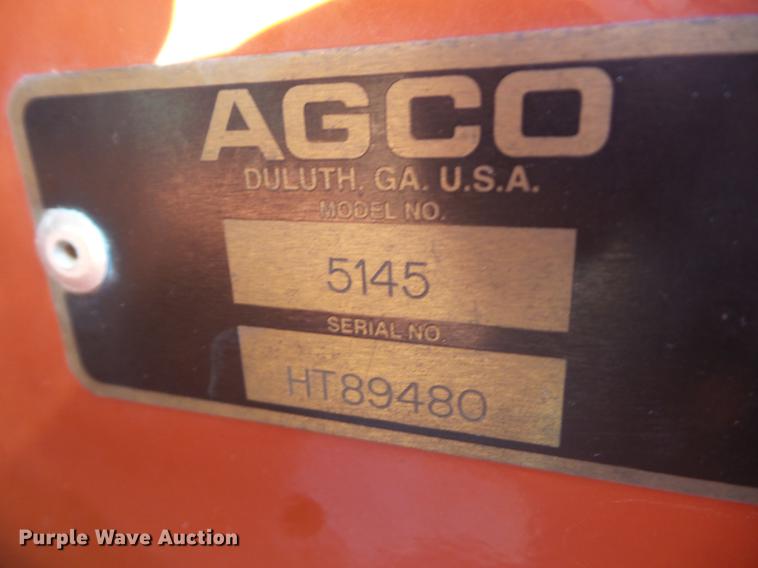 AGCO
DULUTH, GA. U.S.A.
MODEL NO.
5145
SERIAL NO.
HT89480
Purple Wave Auction